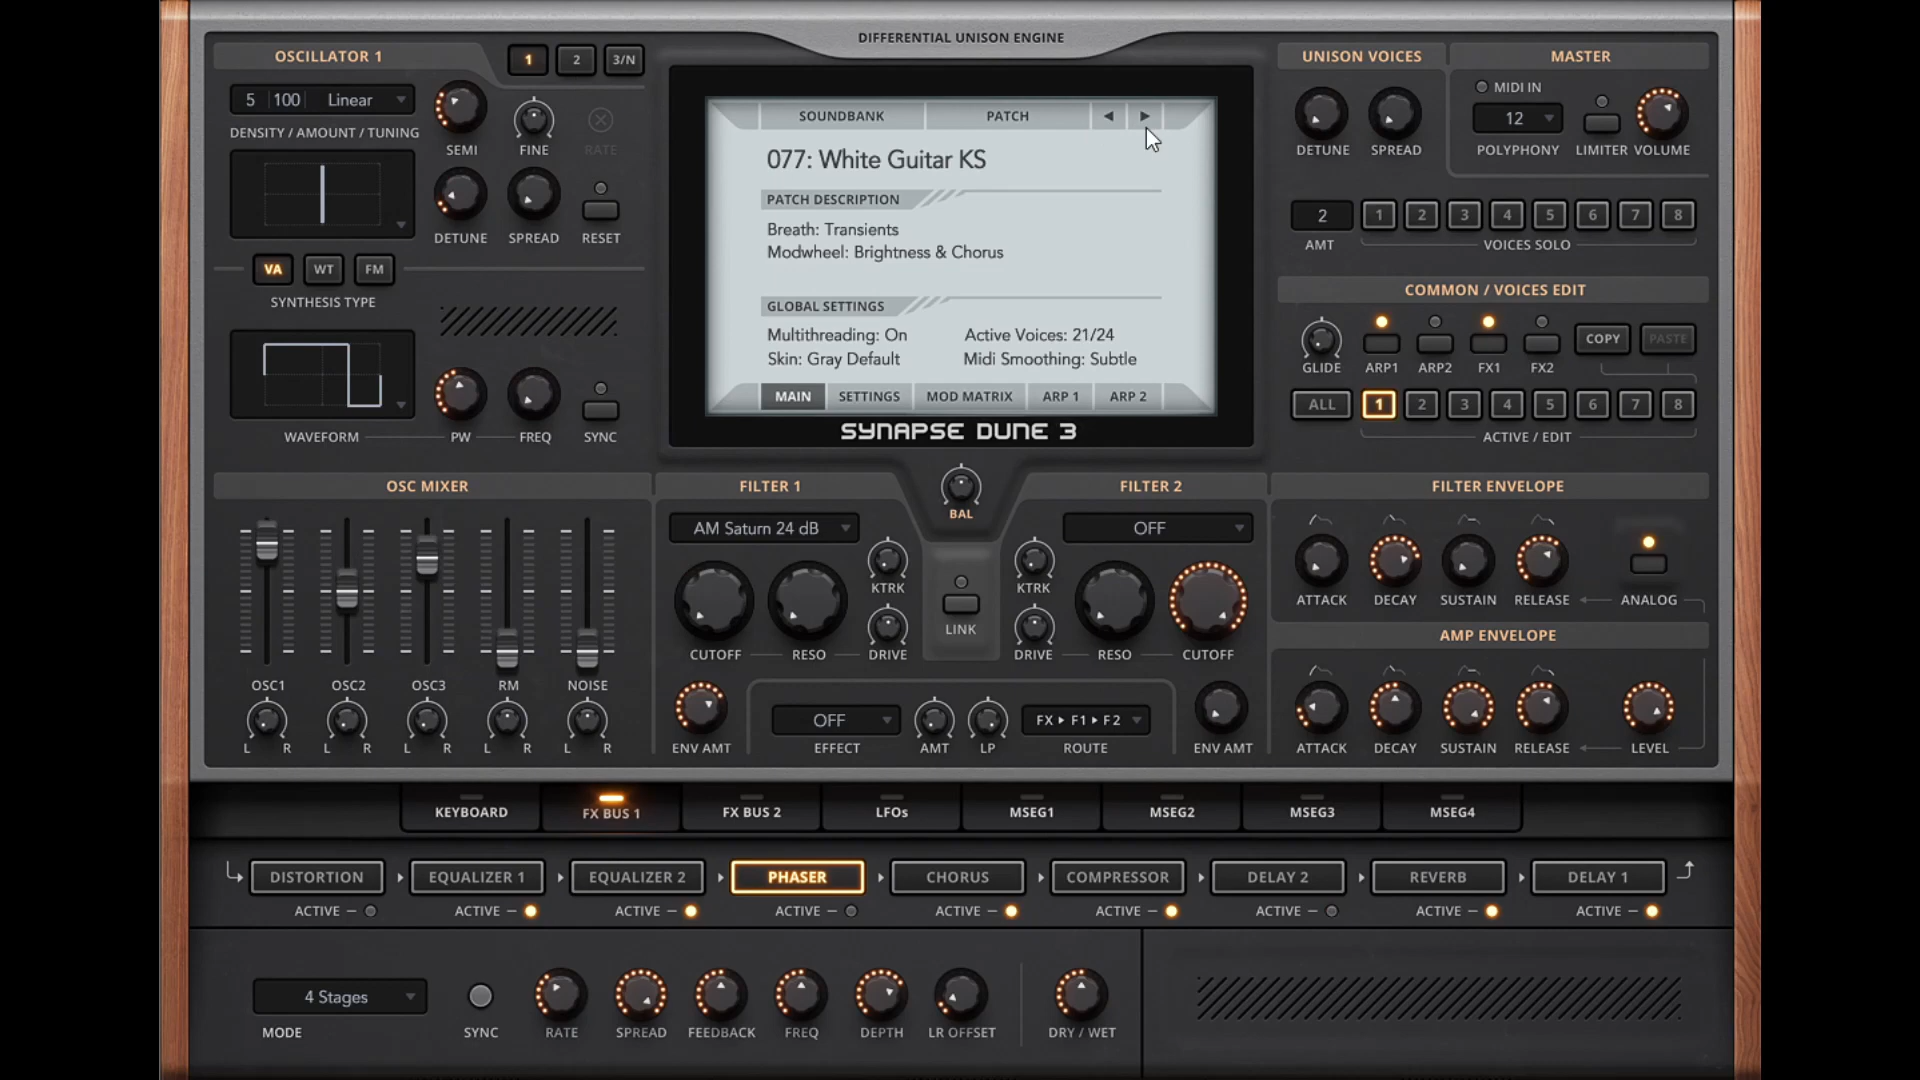 DIFFERENTIAL UNISON ENGINE
OSCILLATOR 1
1
2
3/N
5 100 Linear
DENSITY / AMOUNT / TUNING
SEMI
FINE
RATE
DETUNE
SPREAD
RESET
VA
WT
FM
SYNTHESIS TYPE
WAVEFORM
PW
FREQ
SYNC
SOUNDBANK
PATCH
077: White Guitar KS
PATCH DESCRIPTION
Breath: Transients
Modwheel: Brightness & Chorus
GLOBAL SETTINGS
Multithreading: On
Active Voices: 21/24
Skin: Gray Default
Midi Smoothing: Subtle
MAIN
SETTINGS
MOD MATRIX
ARP 1
ARP 2
SYNAPSE DUNE 3
UNISON VOICES
DETUNE
SPREAD
MASTER
MIDI IN
12
POLYPHONY
LIMITER
VOLUME
2
1 2 3 4 5 6 7 8
AMT
VOICES SOLO
COMMON / VOICES EDIT
GLIDE
ARP1
ARP2
FX1
FX2
COPY
PASTE
ALL
1 2 3 4 5 6 7 8
ACTIVE / EDIT
OSC MIXER
OSC1
OSC2
OSC3
RM
NOISE
L R
L R
L R
L R
L R
FILTER 1
AM Saturn 24 dB
KTRK
CUTOFF
RESO
DRIVE
BAL
LINK
FILTER 2
OFF
KTRK
DRIVE
RESO
CUTOFF
ENV AMT
OFF
EFFECT
AMT
LP
FX ▸ F1 ▸ F2
ROUTE
ENV AMT
FILTER ENVELOPE
ATTACK
DECAY
SUSTAIN
RELEASE
ANALOG
AMP ENVELOPE
ATTACK
DECAY
SUSTAIN
RELEASE
LEVEL
KEYBOARD
FX BUS 1
FX BUS 2
LFOs
MSEG1
MSEG2
MSEG3
MSEG4
DISTORTION
EQUALIZER 1
EQUALIZER 2
PHASER
CHORUS
COMPRESSOR
DELAY 2
REVERB
DELAY 1
ACTIVE
ACTIVE
ACTIVE
ACTIVE
ACTIVE
ACTIVE
ACTIVE
ACTIVE
ACTIVE
4 Stages
MODE
SYNC
RATE
SPREAD
FEEDBACK
FREQ
DEPTH
LR OFFSET
DRY / WET